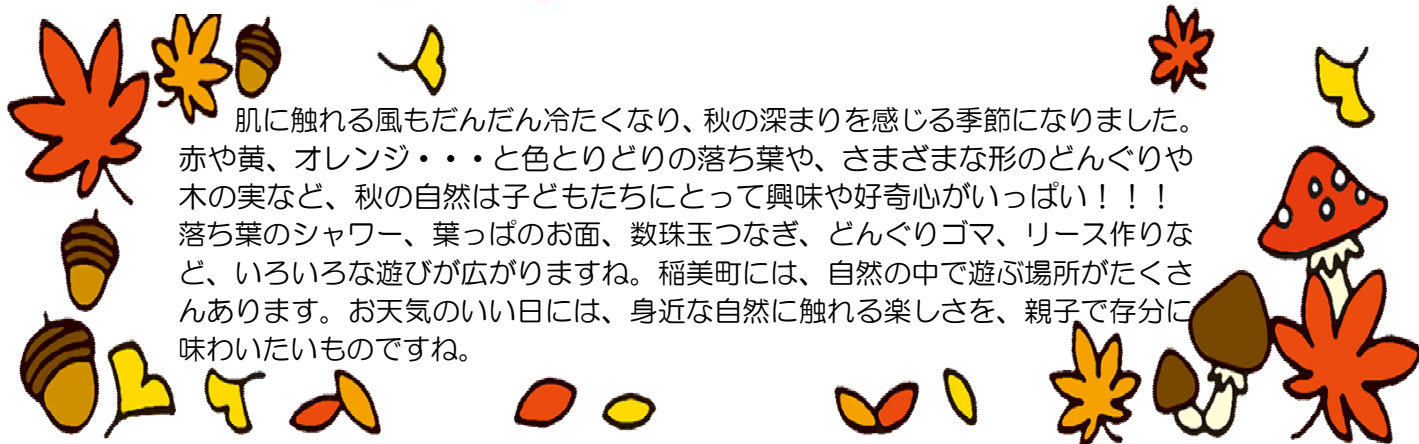 肌に触れる風もだんだん冷たくなり、秋の深まりを感じる季節になりました。
赤や黄、オレンジ・・・と色とりどりの落ち葉や、さまざまな形のどんぐりや
木の実など、秋の自然は子どもたちにとって興味や好奇心がいっぱい！！！
落ち葉のシャワー、葉っぱのお面、数珠玉つなぎ、どんぐりゴマ、リース作りな
ど、いろいろな遊びが広がりますね。稲美町には、自然の中で遊ぶ場所がたくさ
んあります。お天気のいい日には、身近な自然に触れる楽しさを、親子で存分に
味わいたいものですね。